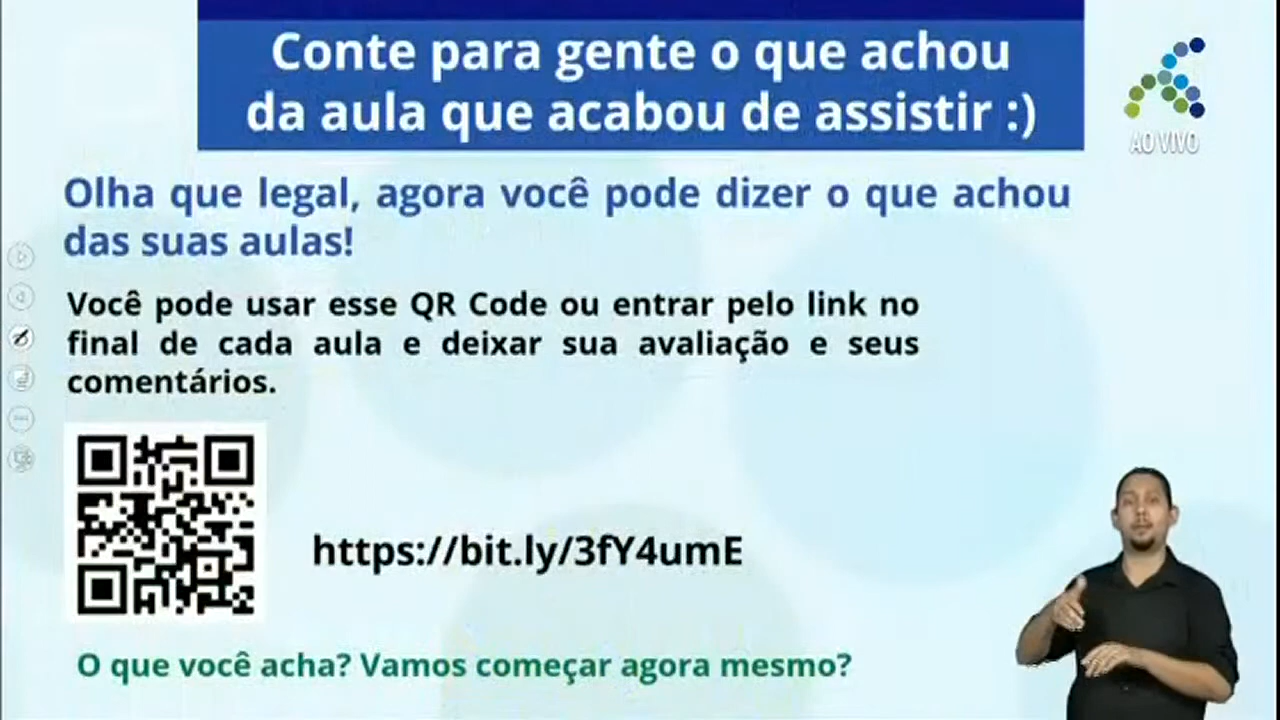 Conte para gente o que achou
da aula que acabou de assistir :)
AO VIVO
Olha que legal, agora você pode dizer o que achou
das suas aulas!
Você pode usar esse QR Code ou entrar pelo link no
final de cada aula e deixar sua avaliação e seus
comentários.
https://bit.ly/3fY4umE
O que você acha? Vamos começar agora mesmo?